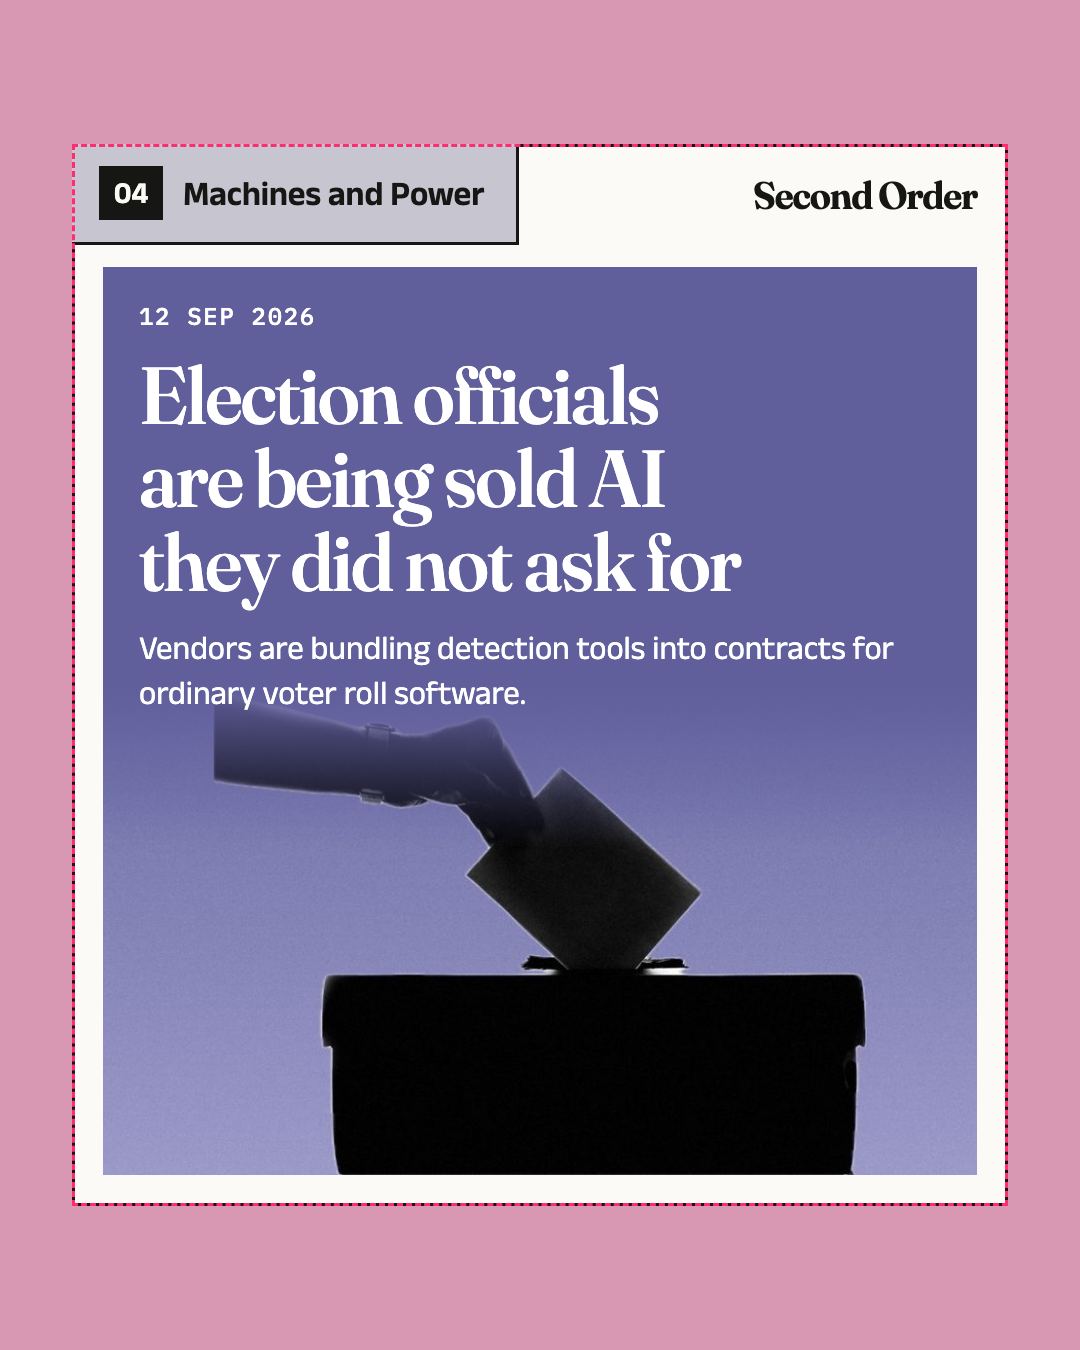 04 Machines and Power
Second Order
12 SEP 2026
Election officials
are being sold AI
they did not ask for
Vendors are bundling detection tools into contracts for
ordinary voter roll software.